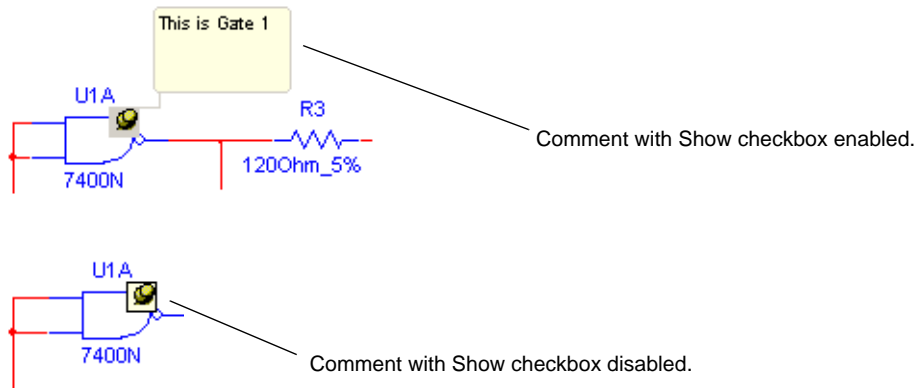 This is Gate 1
U1A
R3
Comment with Show checkbox enabled.
120Ohm_5%
7400N
U1A
7400N
Comment with Show checkbox disabled.